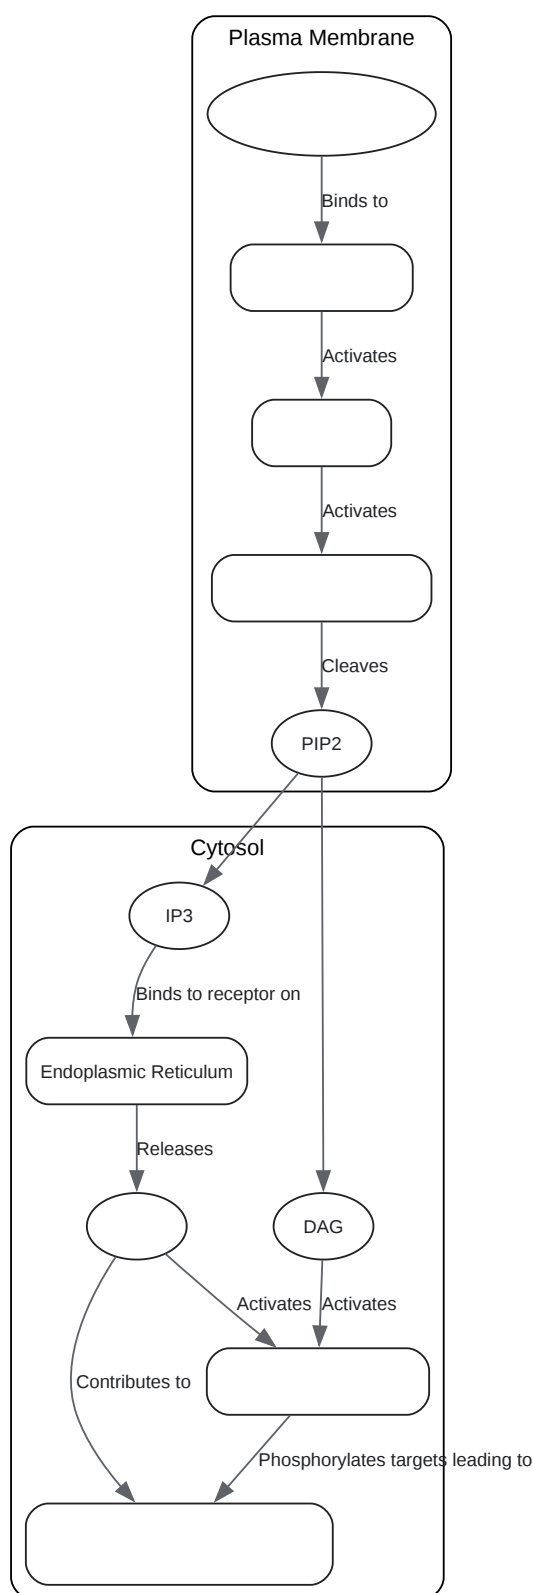 Plasma Membrane
Binds to
Activates
Activates
Cleaves
PIP2
Cytosol
IP3
Binds to receptor on
Endoplasmic Reticulum
Releases
DAG
Activates
Activates
Contributes to
Phosphorylates targets leading to